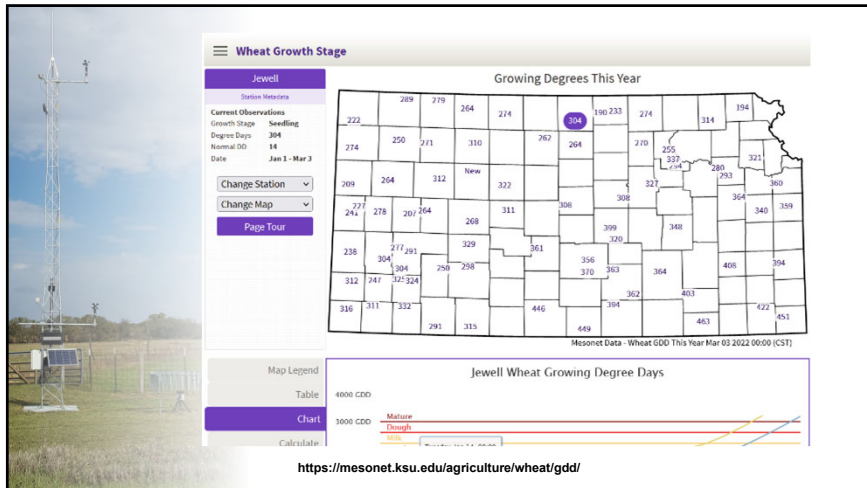 Wheat Growth Stage
Jewell
Station Metadata
Current Observations
Growth Stage Seedling
Degree Days 304
Normal DD 14
Date Jan 1 - Mar 3
Change Station
Change Map
Page Tour
Growing Degrees This Year
289 279 264 274 304 190 233 274 314 194
222
274 250 271 310 262 264 270 255 337 321
209 264 312 New 322 327 280 293 360
227 241 278 207 264 268 311 308 308 364 340 359
399 348
238 277 291 329 361 320
304 304 250 298 356 370 363 364 408 394
312 247 325 324 362 403
316 311 332 446 394 422
291 315 449 463 451
Mesonet Data - Wheat GDD This Year Mar 03 2022 00:00 (CST)
Map Legend
Table
Chart
Calculate
Jewell Wheat Growing Degree Days
4000 GDD
3000 GDD
Mature
Dough
Milk
https://mesonet.ksu.edu/agriculture/wheat/gdd/